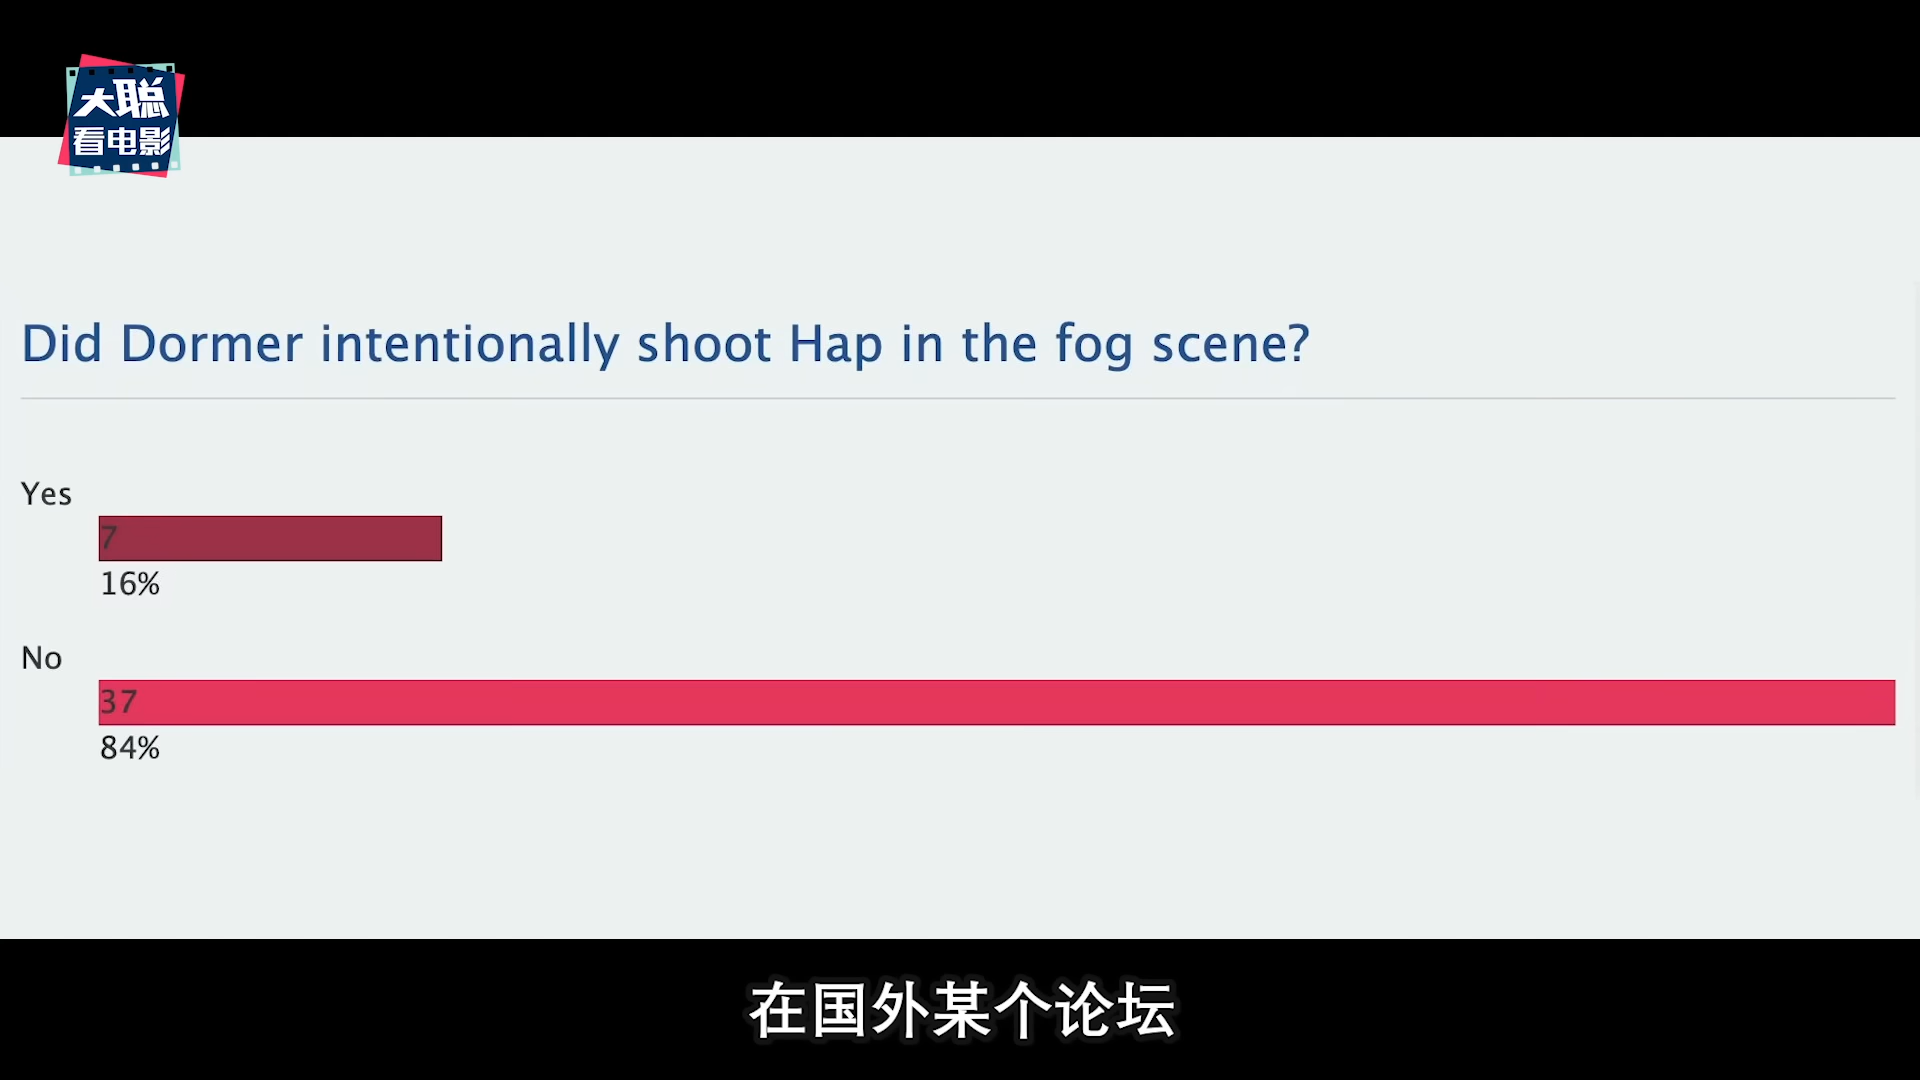 大聪
看电影
Did Dormer intentionally shoot Hap in the fog scene?
Yes
7
16%
No
37
84%
在国外某个论坛